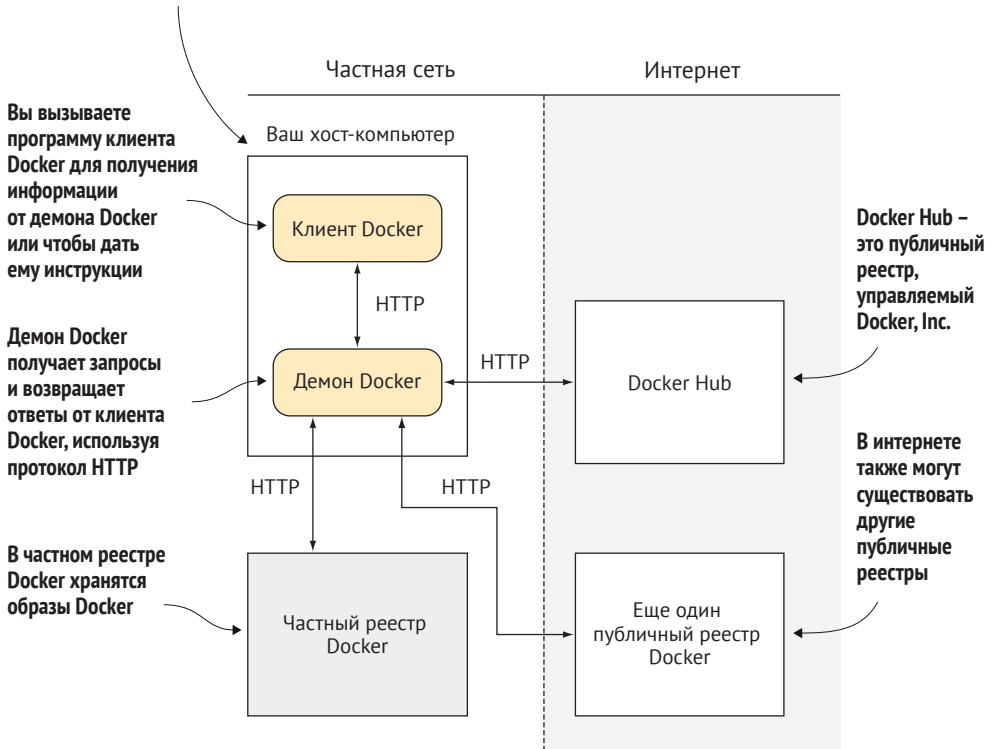 Частная сеть
Интернет
Вы вызываете
программу клиента
Docker для получения
информации
от демона Docker
или чтобы дать
ему инструкции
Ваш хост-компьютер
Клиент Docker
HTTP
Демон Docker
получает запросы
и возвращает
ответы от клиента
Docker, используя
протокол HTTP
Демон Docker
HTTP
Docker Hub
Docker Hub –
это публичный
реестр,
управляемый
Docker, Inc.
HTTP
HTTP
В интернете
также могут
существовать
другие
публичные
реестры
В частном реестре
Docker хранятся
образы Docker
Частный реестр
Docker
Еще один
публичный реестр
Docker